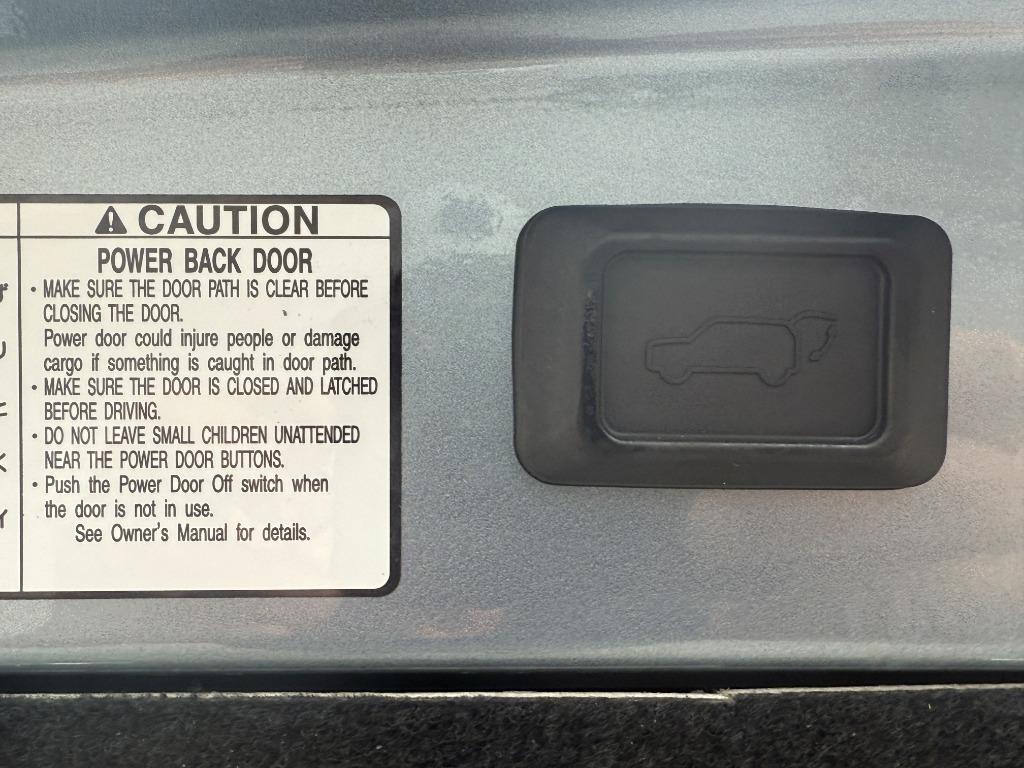 CAUTION
POWER BACK DOOR
• MAKE SURE THE DOOR PATH IS CLEAR BEFORE
CLOSING THE DOOR.
Power door could injure people or damage
cargo if something is caught in door path.
• MAKE SURE THE DOOR IS CLOSED AND LATCHED
BEFORE DRIVING.
• DO NOT LEAVE SMALL CHILDREN UNATTENDED
NEAR THE POWER DOOR BUTTONS.
• Push the Power Door Off switch when
the door is not in use.
See Owner's Manual for details.